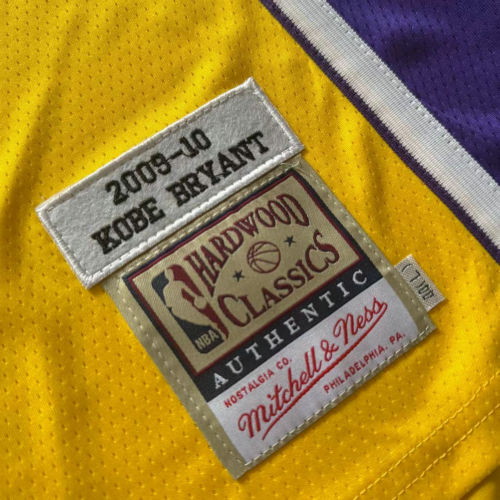 2009-10
KOBE BRYANT
HARDWOOD
CLASSICS
NBA
AUTHENTIC
NOSTALGIA CO.
Mitchell & Ness
PHILADELPHIA, PA.